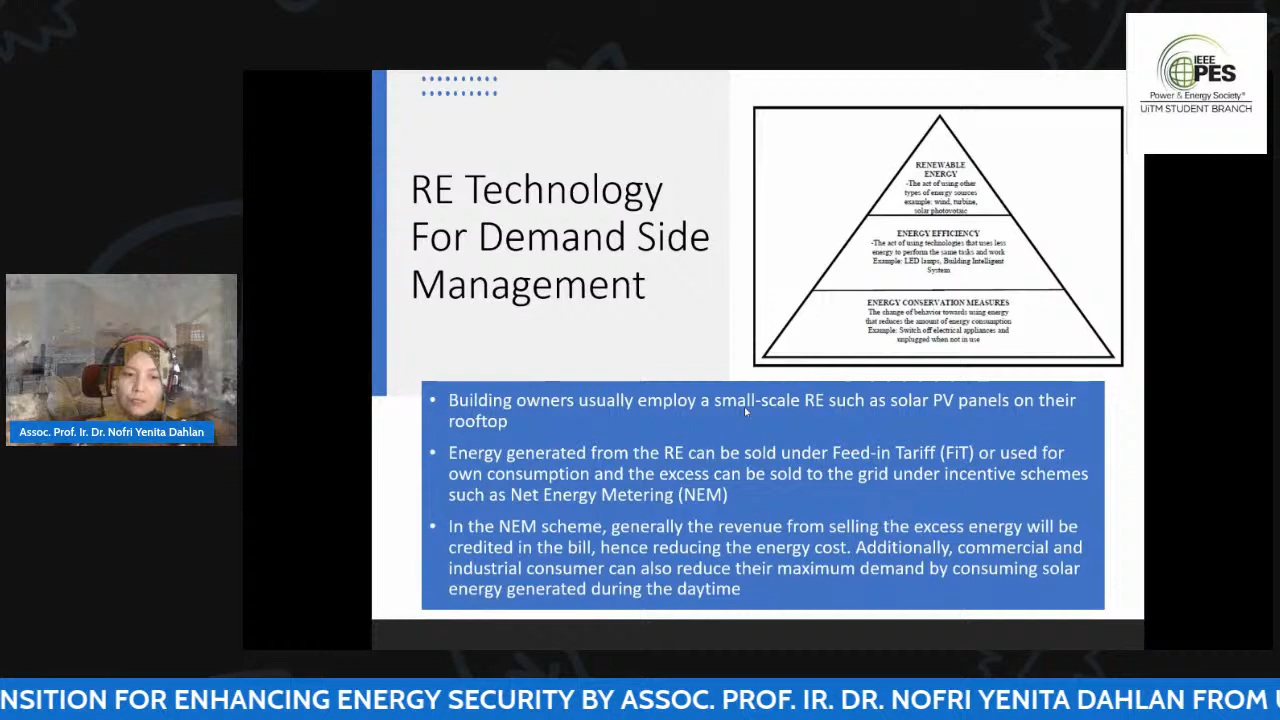 IEEE
PES
Power & Energy Society®
UiTM STUDENT BRANCH
RE Technology
For Demand Side
Management
RENEWABLE
ENERGY
-The act of using other
types of energy sources
example: wind, turbine,
solar photovotaic
ENERGY EFFICIENCY
-The act of using technologies that uses less
energy to perform the same tasks and work
Example: LED lamps, Building Intelligent
System
ENERGY CONSERVATION MEASURES
The change of behavior towards using energy
that reduces the amount of energy consumption
Example: Switch off electrical appliances and
unplugged when not in use
• Building owners usually employ a small-scale RE such as solar PV panels on their
rooftop
• Energy generated from the RE can be sold under Feed-in Tariff (FiT) or used for
own consumption and the excess can be sold to the grid under incentive schemes
such as Net Energy Metering (NEM)
• In the NEM scheme, generally the revenue from selling the excess energy will be
credited in the bill, hence reducing the energy cost. Additionally, commercial and
industrial consumer can also reduce their maximum demand by consuming solar
energy generated during the daytime
Assoc. Prof. Ir. Dr. Nofri Yenita Dahlan
NSITION FOR ENHANCING ENERGY SECURITY BY ASSOC. PROF. IR. DR. NOFRI YENITA DAHLAN FROM U